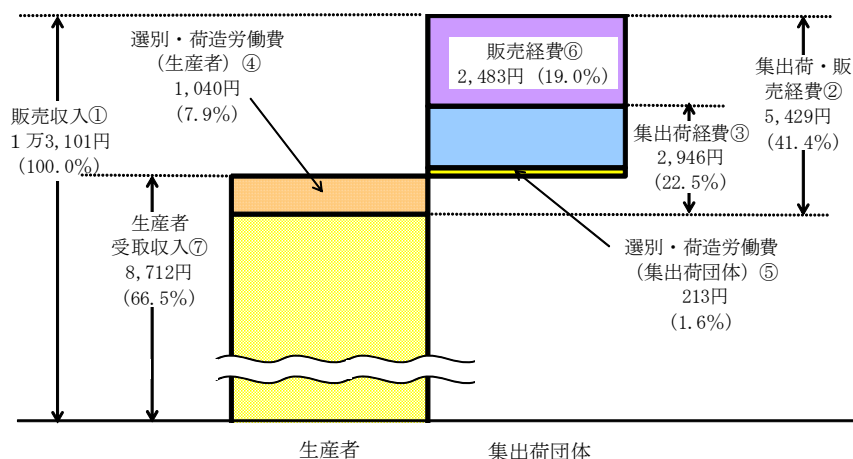 選別・荷造労働費
(生産者)④
1,040円
(7.9%)
販売経費⑥
2,483円 (19.0%)
集出荷・販
売経費②
5,429円
(41.4%)
販売収入①
１万3,101円
(100.0%)
集出荷経費③
2,946円
(22.5%)
生産者
受取収入⑦
8,712円
(66.5%)
選別・荷造労働費
(集出荷団体)⑤
213円
(1.6%)
生産者
集出荷団体